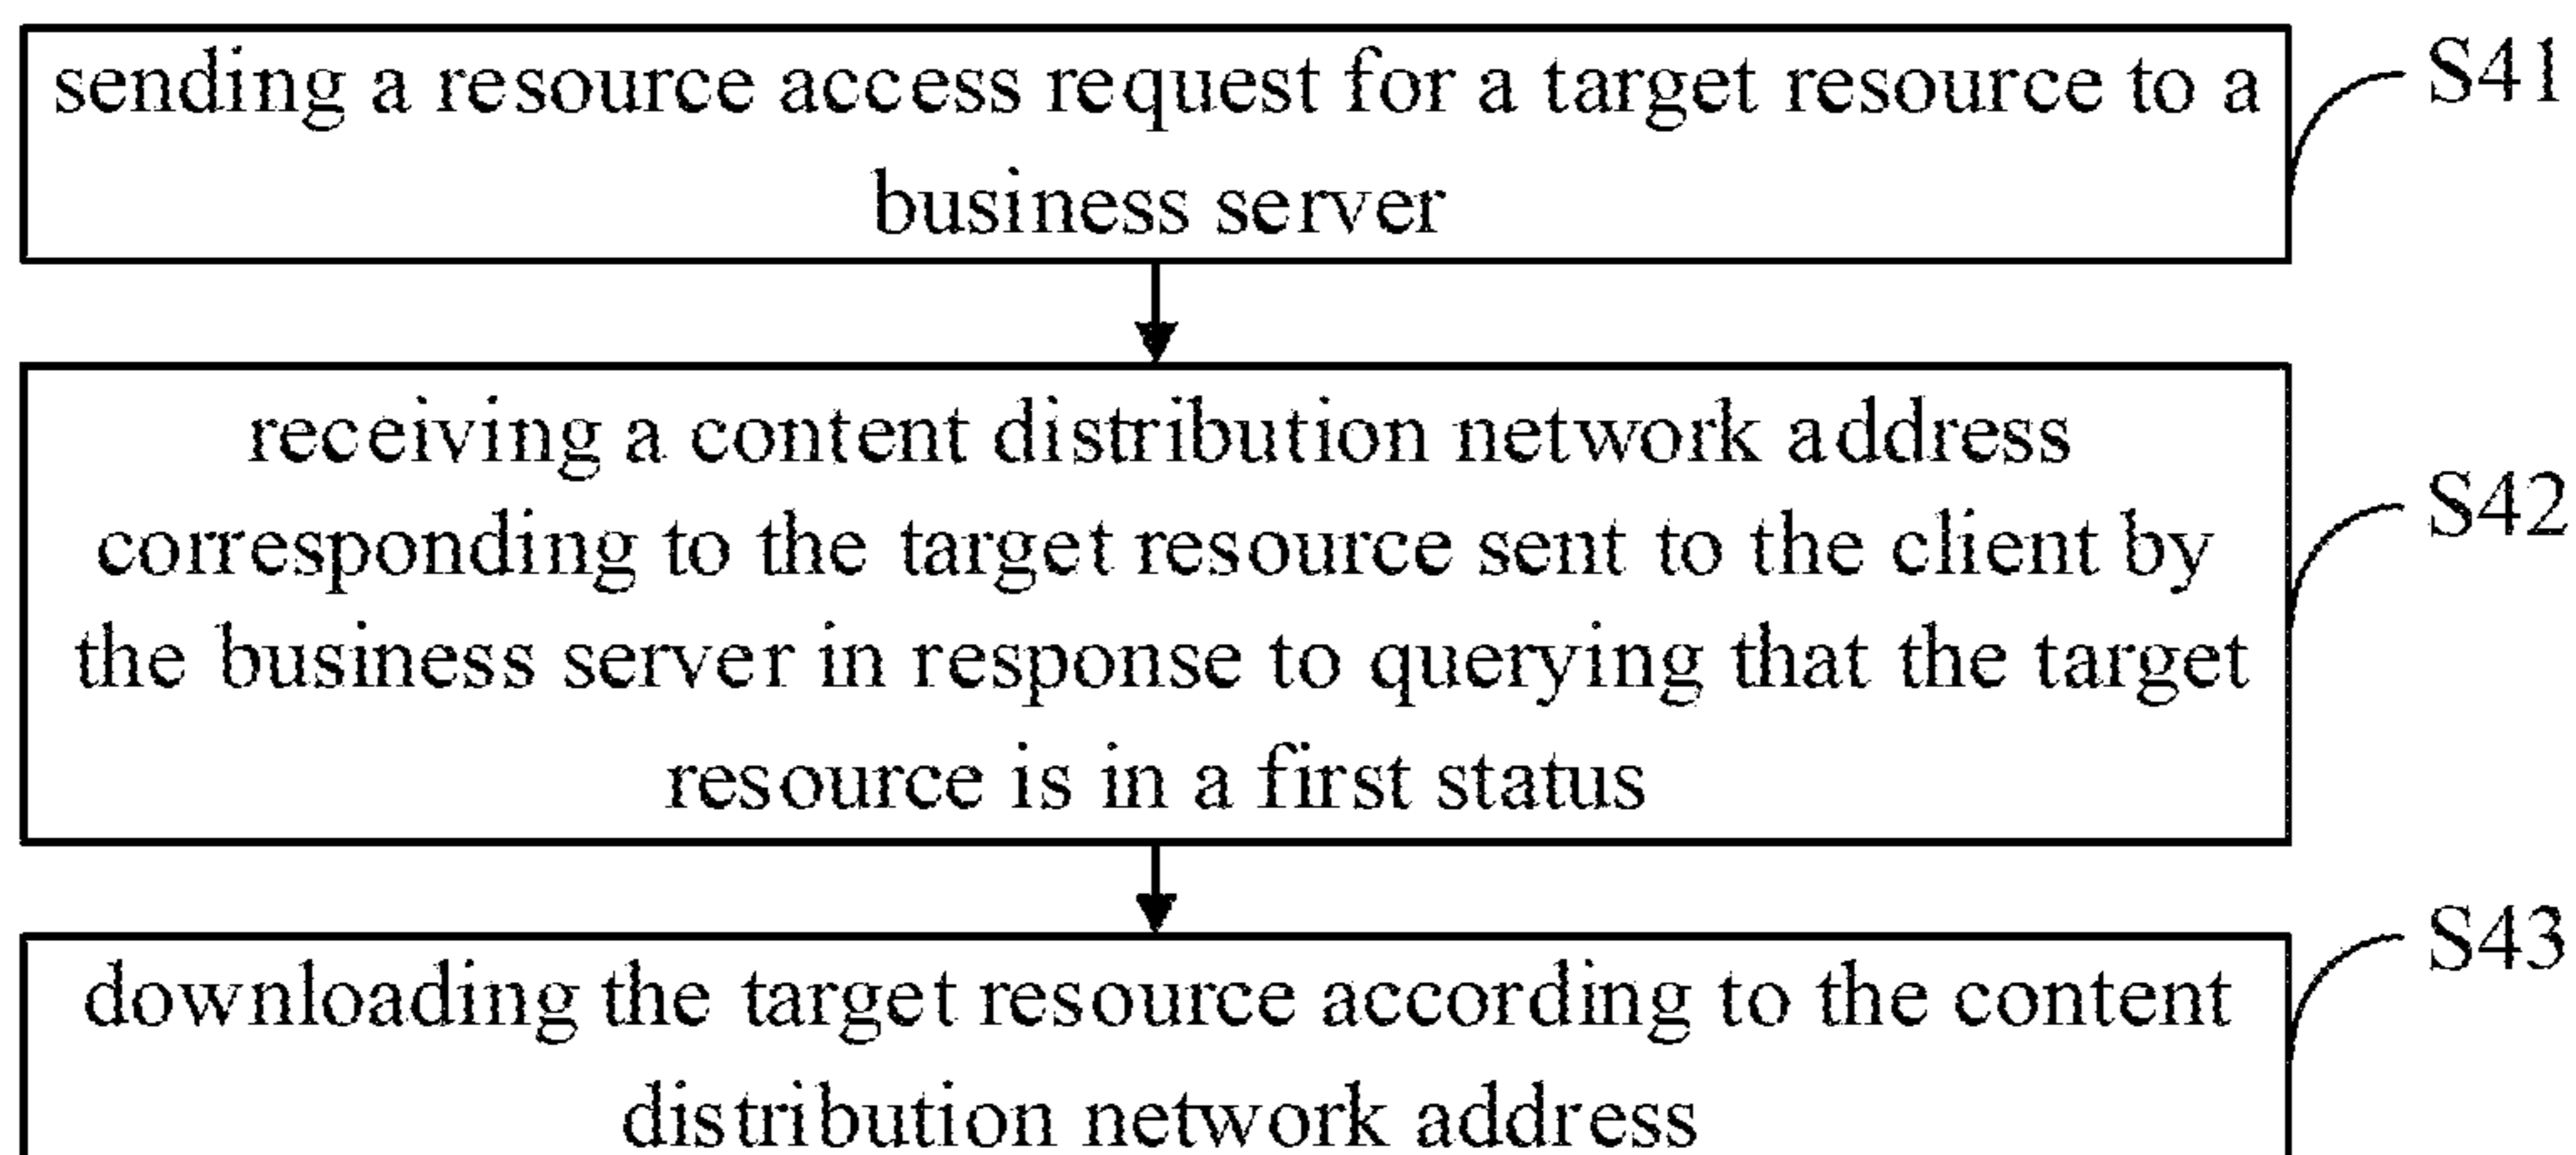 sending a resource access request for a target resource to a
business server
S41
receiving a content distribution network address
corresponding to the target resource sent to the client by
the business server in response to querying that the target
resource is in a first status
S42
downloading the target resource according to the content
distribution network address
S43